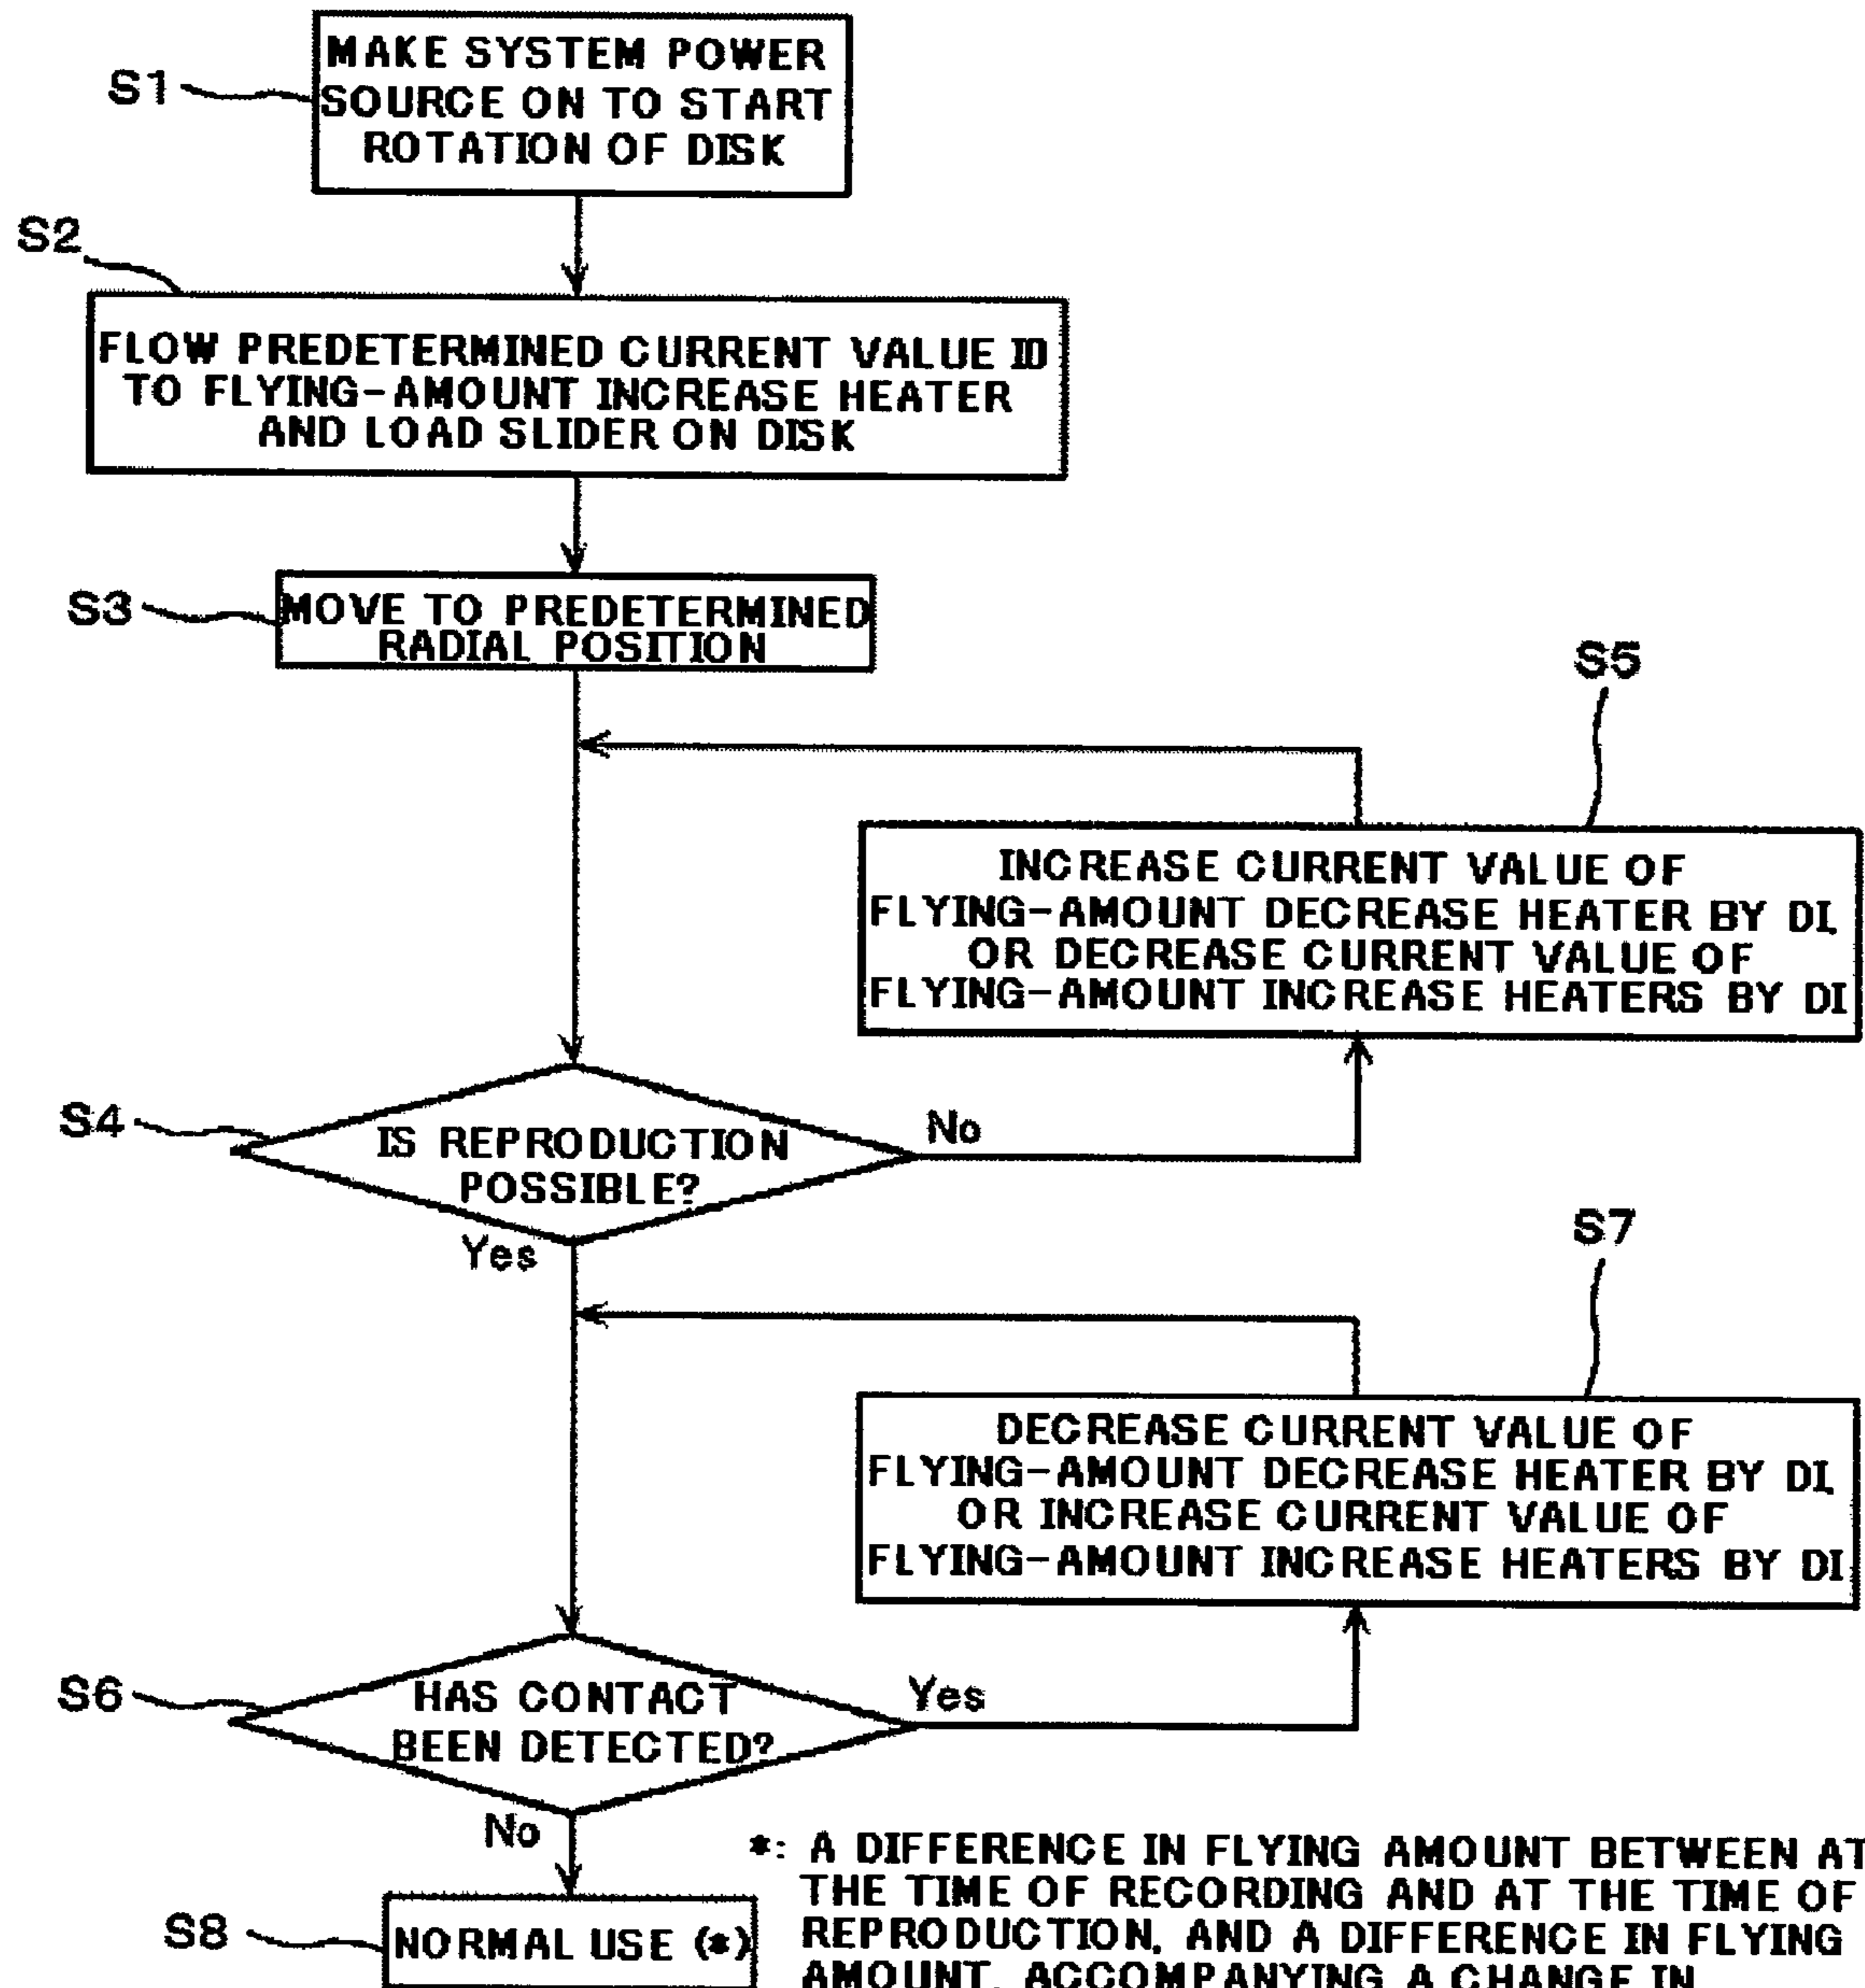 S1
MAKE SYSTEM POWER
SOURCE ON TO START
ROTATION OF DISK
S2
FLOW PREDETERMINED CURRENT VALUE I0
TO FLYING-AMOUNT INCREASE HEATER
AND LOAD SLIDER ON DISK
S3
MOVE TO PREDETERMINED
RADIAL POSITION
S5
INCREASE CURRENT VALUE OF
FLYING-AMOUNT DECREASE HEATER BY DI,
OR DECREASE CURRENT VALUE OF
FLYING-AMOUNT INCREASE HEATERS BY DI
S4
IS REPRODUCTION
POSSIBLE?
No
Yes
S7
DECREASE CURRENT VALUE OF
FLYING-AMOUNT DECREASE HEATER BY DI,
OR INCREASE CURRENT VALUE OF
FLYING-AMOUNT INCREASE HEATERS BY DI
S6
HAS CONTACT
BEEN DETECTED?
Yes
No
S8
NORMAL USE (*)
*: A DIFFERENCE IN FLYING AMOUNT BETWEEN AT
THE TIME OF RECORDING AND AT THE TIME OF
REPRODUCTION, AND A DIFFERENCE IN FLYING
AMOUNT, ACCOMPANYING A CHANGE IN